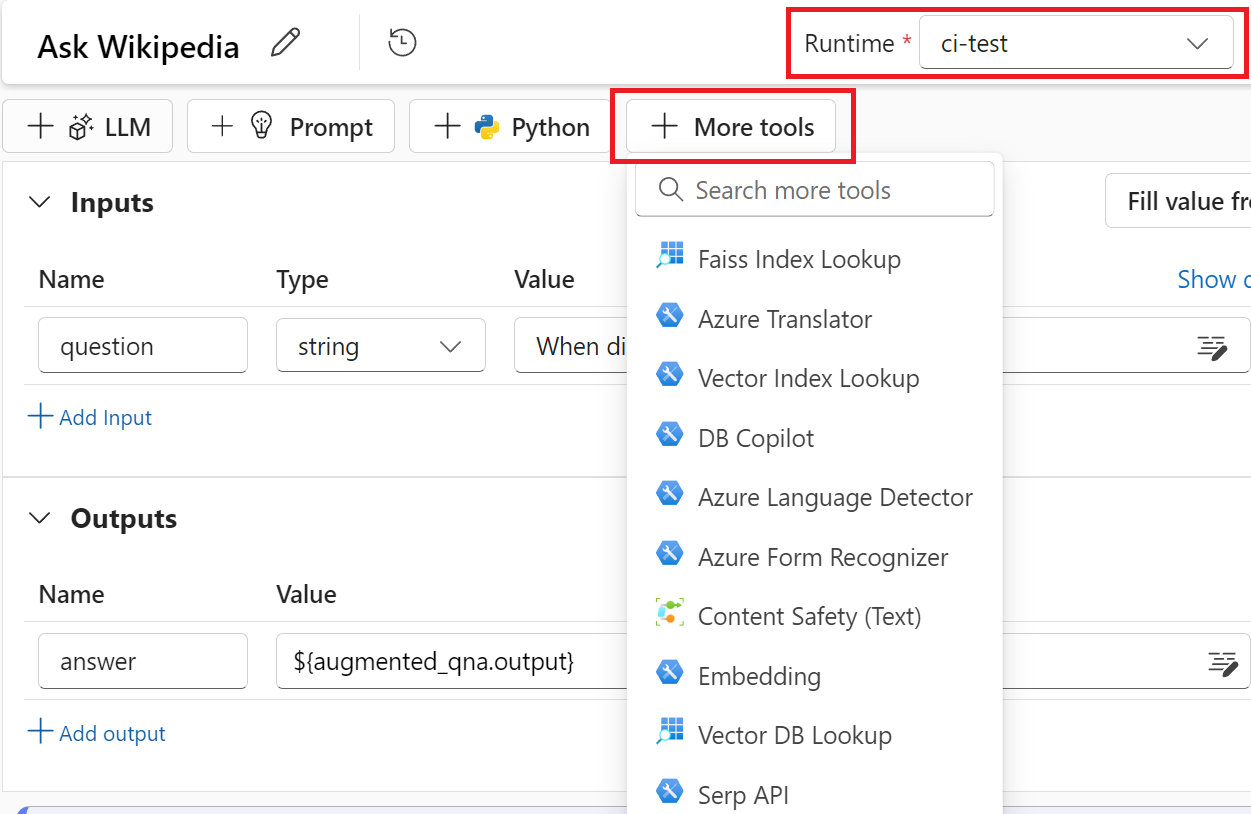 Ask Wikipedia
Runtime * ci-test
LLM Prompt Python More tools
Search more tools
Inputs
Fill value
Name Type Value
Show
question string When
Add Input
Faiss Index Lookup
Azure Translator
Vector Index Lookup
DB Copilot
Azure Language Detector
Azure Form Recognizer
Content Safety (Text)
Embedding
Vector DB Lookup
Serp API
Outputs
Name Value
answer ${augmented_qna.output}
Add output